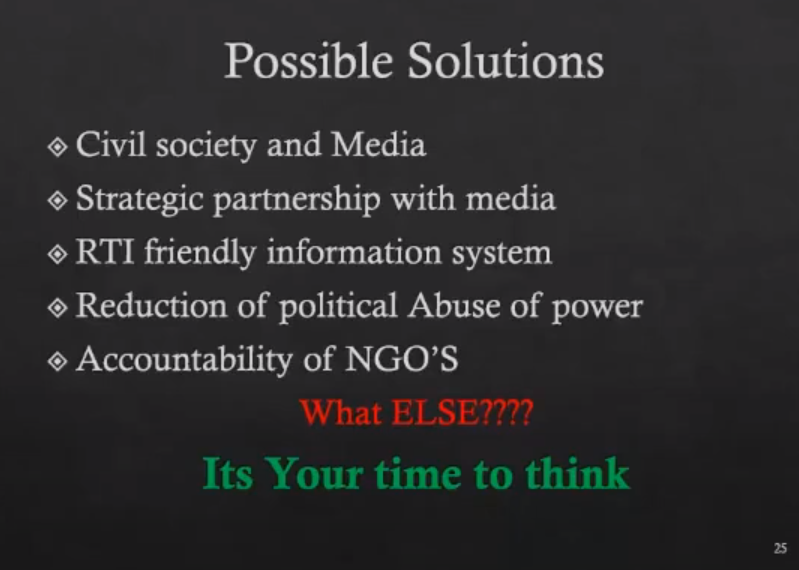 Possible Solutions
Civil society and Media
Strategic partnership with media
RTI friendly information system
Reduction of political Abuse of power
Accountability of NGO’S
What ELSE????
Its Your time to think
25